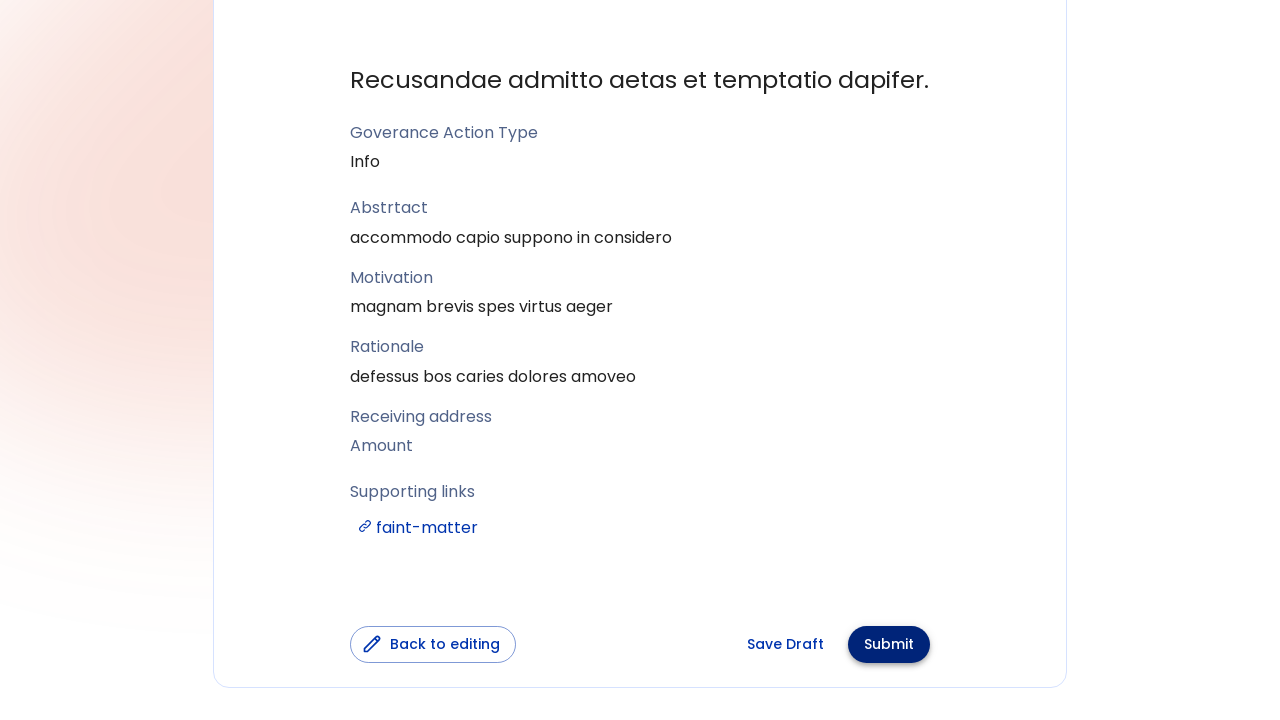 Recusandae admitto aetas et temptatio dapifer.
Goverance Action Type
Info
Abstrtact
accommodo capio suppono in considero
Motivation
magnam brevis spes virtus aeger
Rationale
defessus bos caries dolores amoveo
Receiving address
Amount
Supporting links
faint-matter
Back to editing
Save Draft
Submit